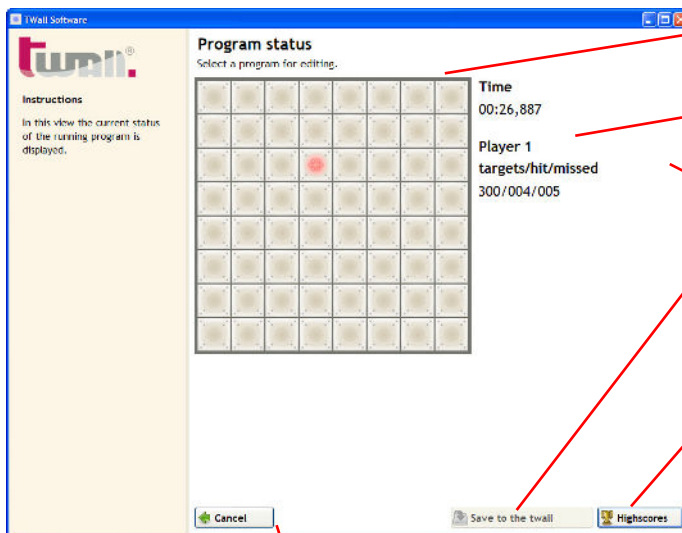 TWall Software
twall.®
Instructions
In this view the current status
of the running program is
displayed.
Program status
Select a program for editing.
Time
00:26,887
Player 1
targets/hit/missed
300/004/005
Cancel
Save to the twall
Highscores